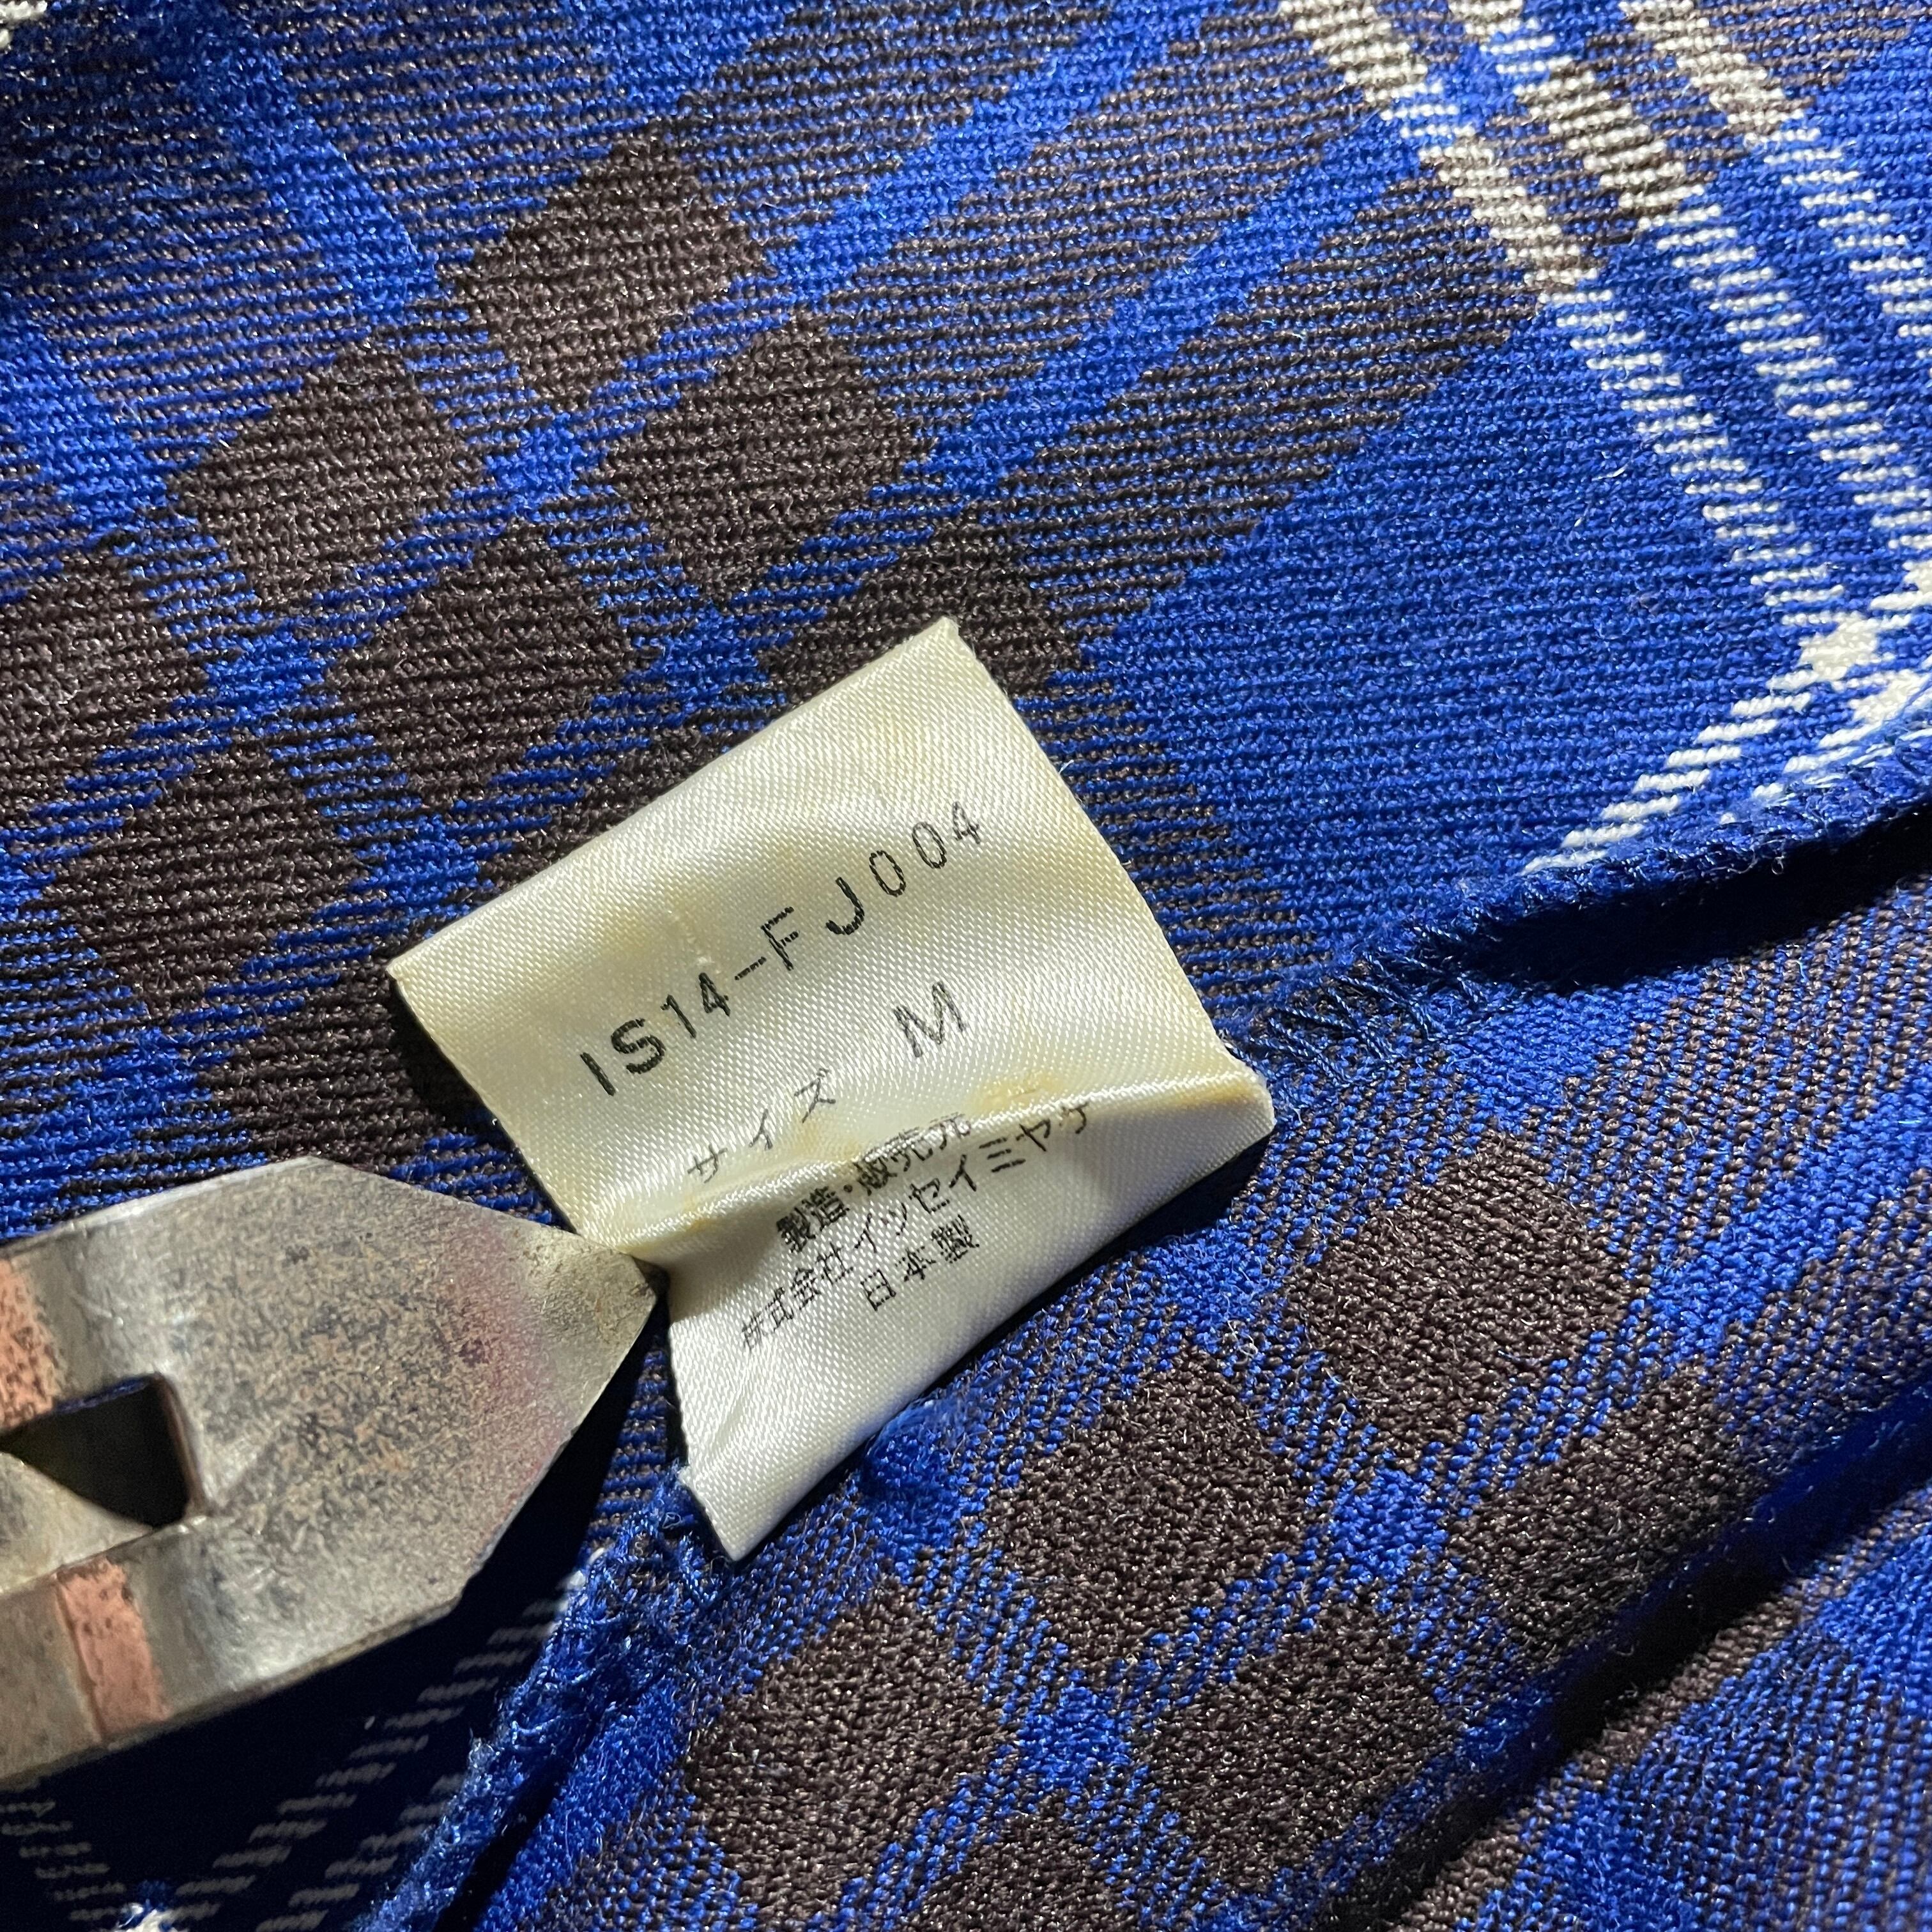 IS14-FJ004
サイズ M
製造・販売元
株式会社イッセイミヤケ
日本製